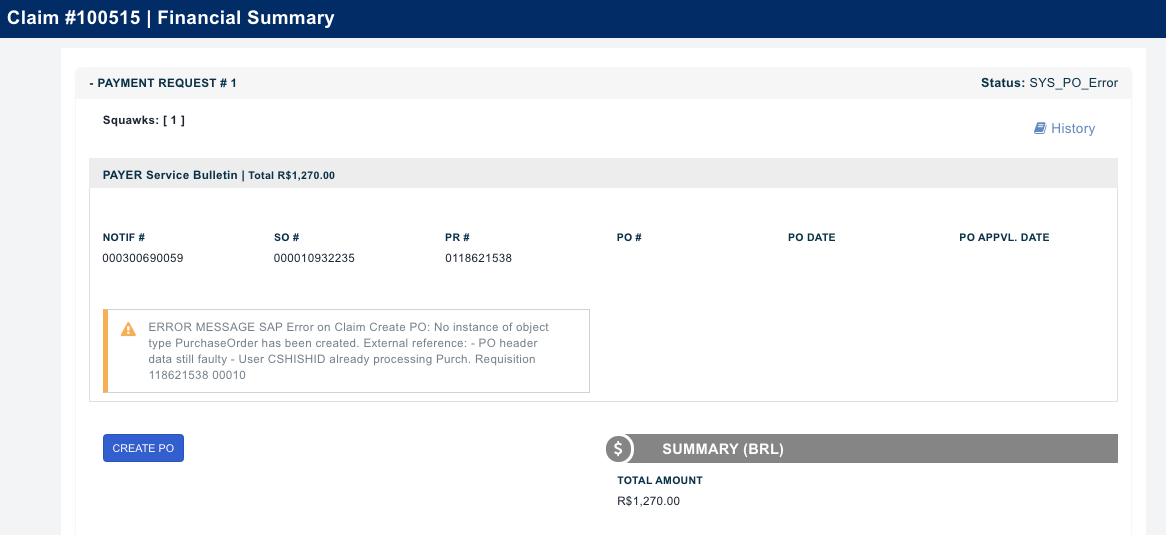 Claim #100515 | Financial Summary
- PAYMENT REQUEST # 1
Status: SYS_PO_Error
Squawks: [ 1 ]
History
PAYER Service Bulletin | Total R$1,270.00
NOTIF # SO # PR # PO # PO DATE PO APPVL. DATE
000300690059 000010932235 0118621538
ERROR MESSAGE SAP Error on Claim Create PO: No instance of object
type PurchaseOrder has been created. External reference: - PO header
data still faulty - User CSHISHID already processing Purch. Requisition
118621538 00010
CREATE PO
$ SUMMARY (BRL)
TOTAL AMOUNT
R$1,270.00